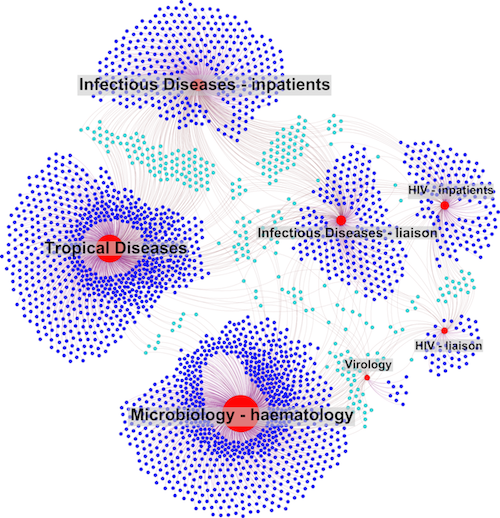 Infectious Diseases - inpatients
HIV - inpatients
Infectious Diseases - liaison
Tropical Diseases
HIV - liaison
Virology
Microbiology - haematology